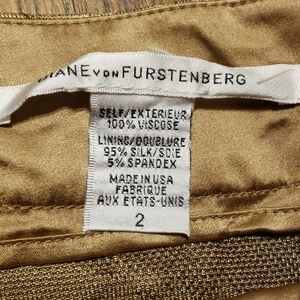 DIANE VON FURSTENBERG
SELF/EXTERIEUR
100% VISCOSE
LINING/DOUBLURE
95% SILK/SOIE
5% SPANDEX
MADE IN USA
FABRIQUE
AUX ETATS-UNIS
2